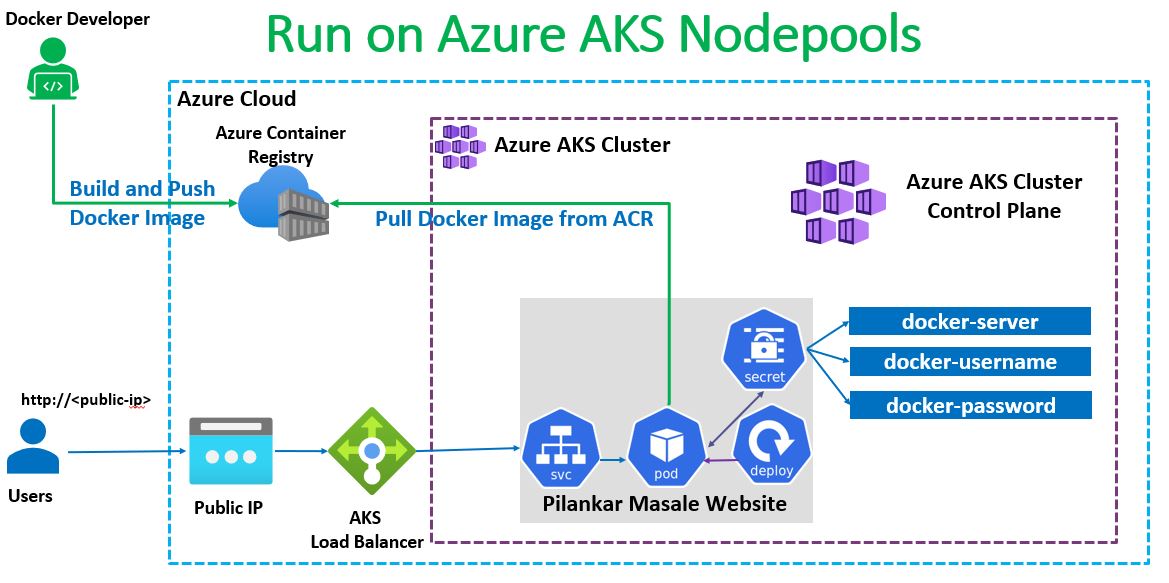 Docker Developer
Run on Azure AKS Nodepools
Azure Cloud
Azure Container
Registry
Azure AKS Cluster
Azure AKS Cluster
Control Plane
Build and Push
Docker Image
Pull Docker Image from ACR
docker-server
docker-username
docker-password
secret
http://<public-ip>
svc
pod
deploy
Users
Public IP
AKS
Load Balancer
Pilankar Masale Website